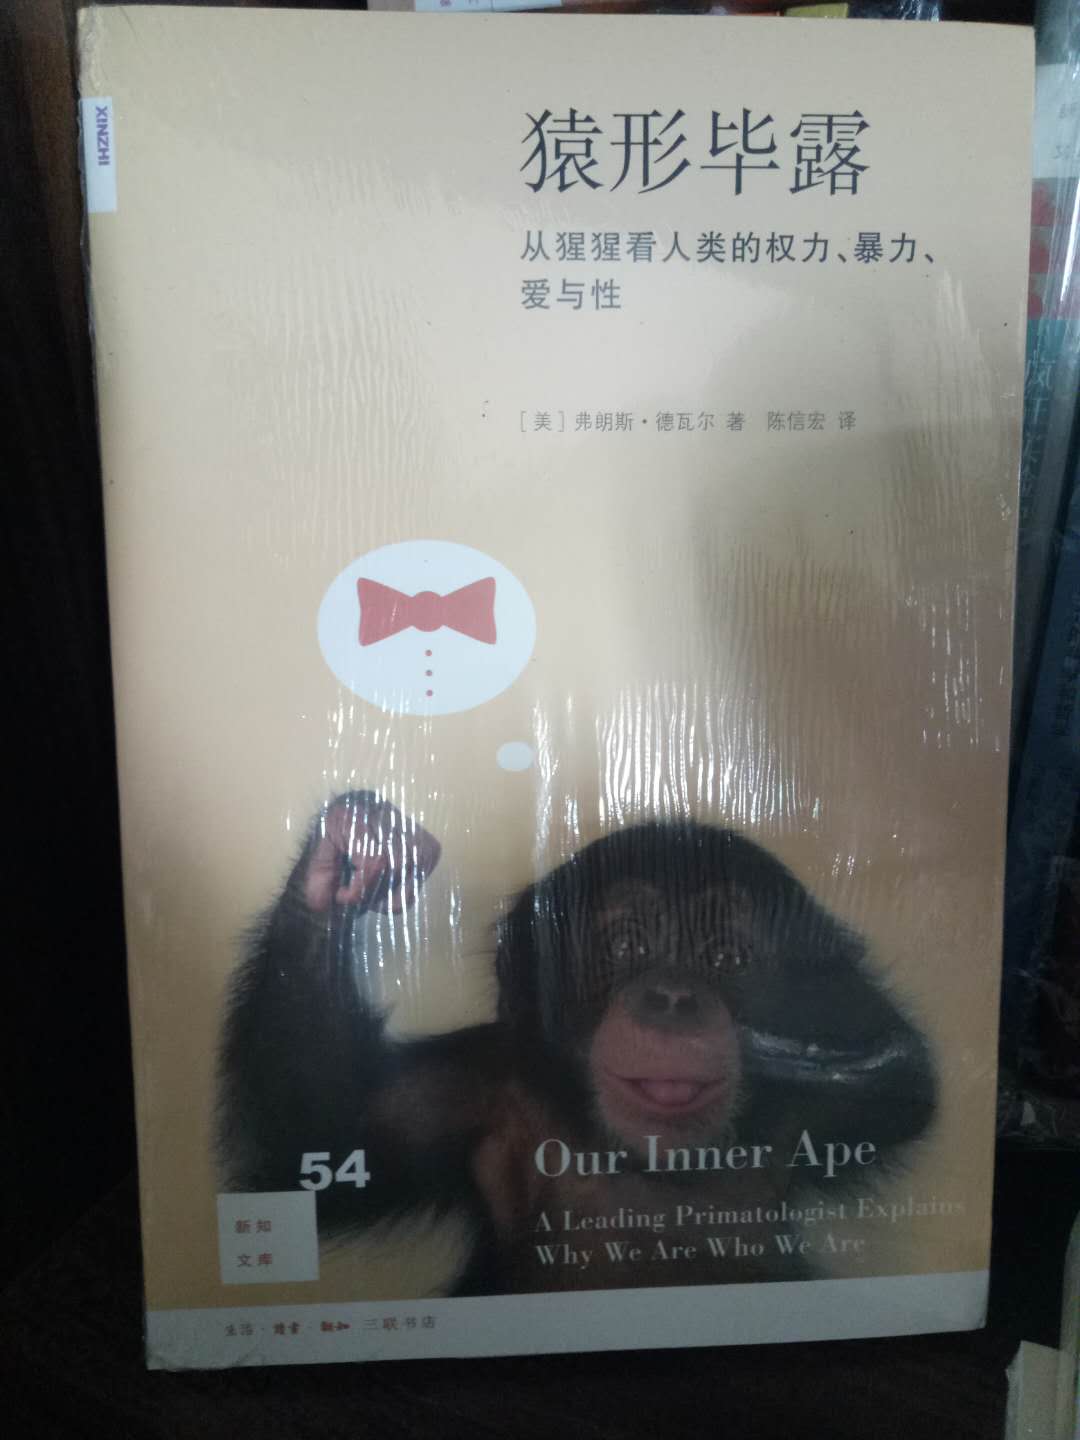 XINZHI
猿形毕露
从猩猩看人类的权力、暴力、
爱与性
[美] 弗朗斯·德瓦尔 著 陈信宏 译
54
新知
文库
Our Inner Ape
A Leading Primatologist Explains
Why We Are Who We Are
生活·读书·新知 三联书店